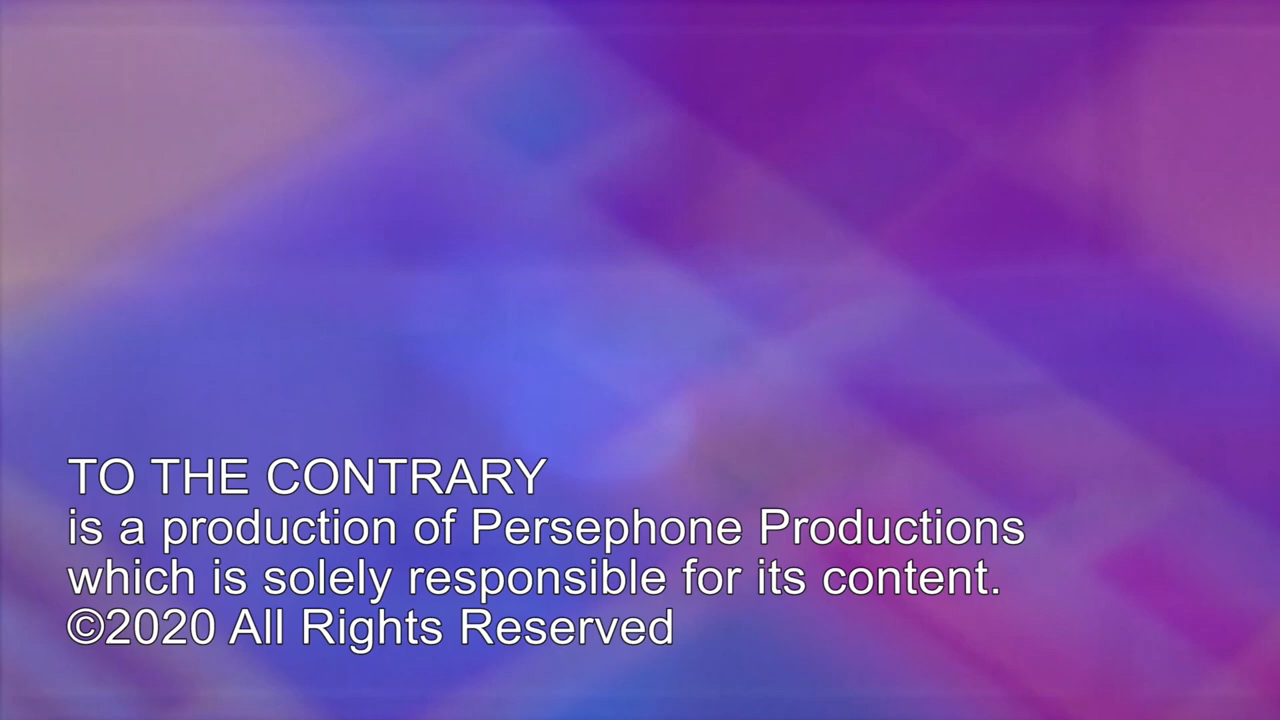 TO THE CONTRARY
is a production of Persephone Productions
which is solely responsible for its content.
©2020 All Rights Reserved